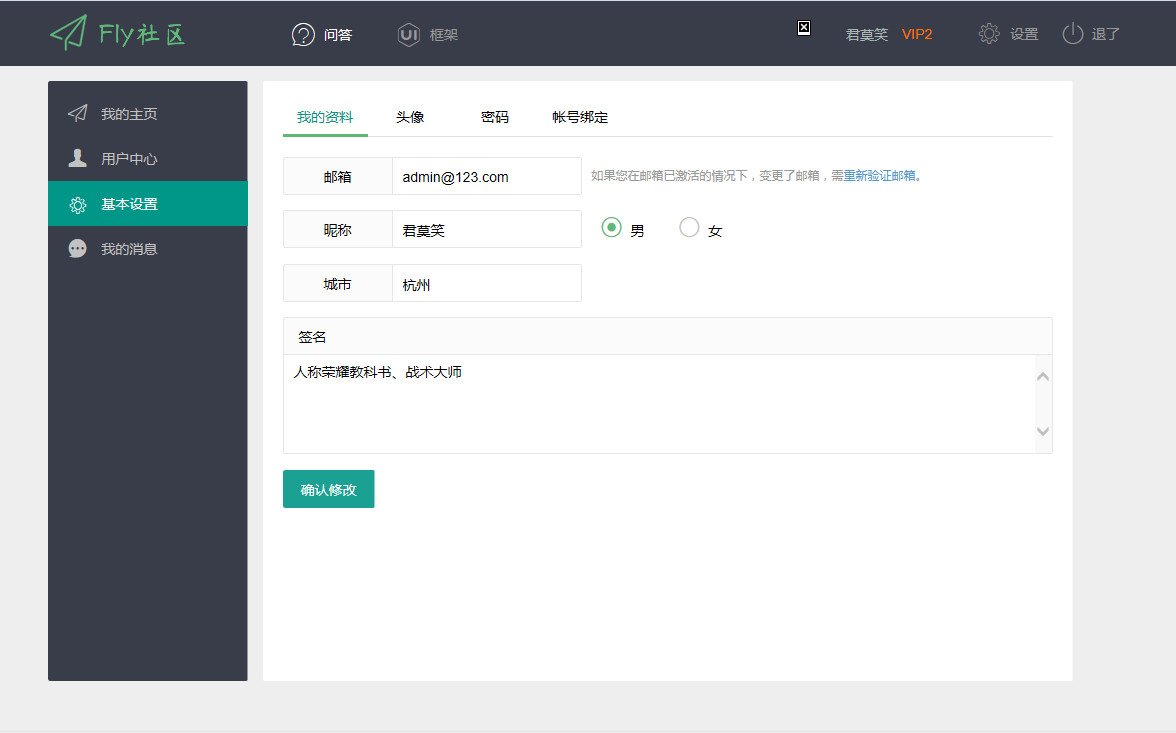 Fly社区 问答 框架 君莫笑 VIP2 设置 退了
我的主页
用户中心
基本设置
我的消息
我的资料 头像 密码 帐号绑定
邮箱 admin@123.com 如果您在邮箱已激活的情况下，变更了邮箱，需重新验证邮箱。
昵称 君莫笑 男 女
城市 杭州
签名
人称荣耀教科书、战术大师
确认修改